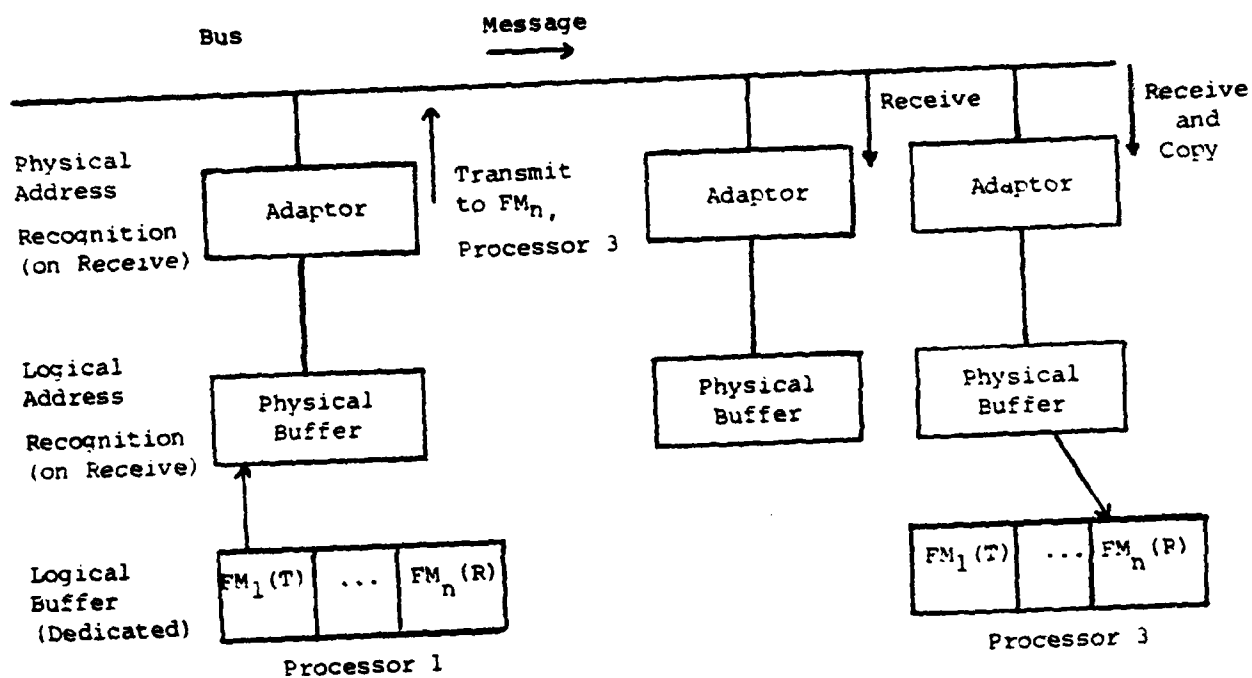 Bus
Message
Physical
Address
Recognition
(on Receive)
Adaptor
Transmit
to FMn,
Processor 3
Adaptor
Receive
Adaptor
Receive
and
Copy
Logical
Address
Recognition
(on Receive)
Physical
Buffer
Physical
Buffer
Physical
Buffer
Logical
Buffer
(Dedicated)
FM1(T)
...
FMn(R)
Processor 1
FM1(T)
...
FMn(R)
Processor 3